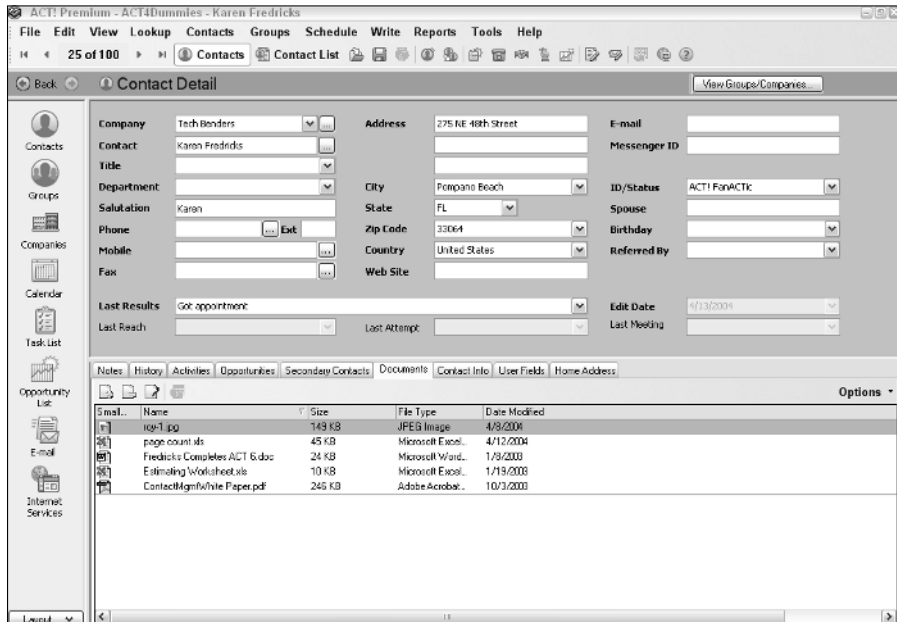 ACT! Premium - ACT4Dummies - Karen Fredricks
File Edit View Lookup Contacts Groups Schedule Write Reports Tools Help
25 of 100 Contacts Contact List
Back Contact Detail View Groups/Companies...
Contacts
Groups
Companies
Calendar
Task List
Opportunity
List
E-mail
Internet
Services
Layout
Company Tech Benders Address 275 NE 48th Street E-mail
Contact Karen Fredricks Messenger ID
Title
Department City Pompano Beach ID/Status ACT! FanACTic
Salutation Karen State FL Spouse
Phone Ext Zip Code 33064 Birthday
Mobile Country United States Referred By
Fax Web Site
Last Results Got appointment Edit Date 4/13/2004
Last Reach Last Attempt Last Meeting
Notes History Activities Opportunities Secondary Contacts Documents Contact Info User Fields Home Address
Options
Smal... Name Size File Type Date Modified
roy-1.jpg 149 KB JPEG Image 4/8/2004
page count.xls 45 KB Microsoft Excel... 4/12/2004
Fredricks Completes ACT 6.doc 24 KB Microsoft Word... 1/8/2003
Estimating Worksheet.xls 10 KB Microsoft Excel... 1/19/2003
ContactMgmtWhite Paper.pdf 246 KB Adobe Acrobat... 10/3/2003